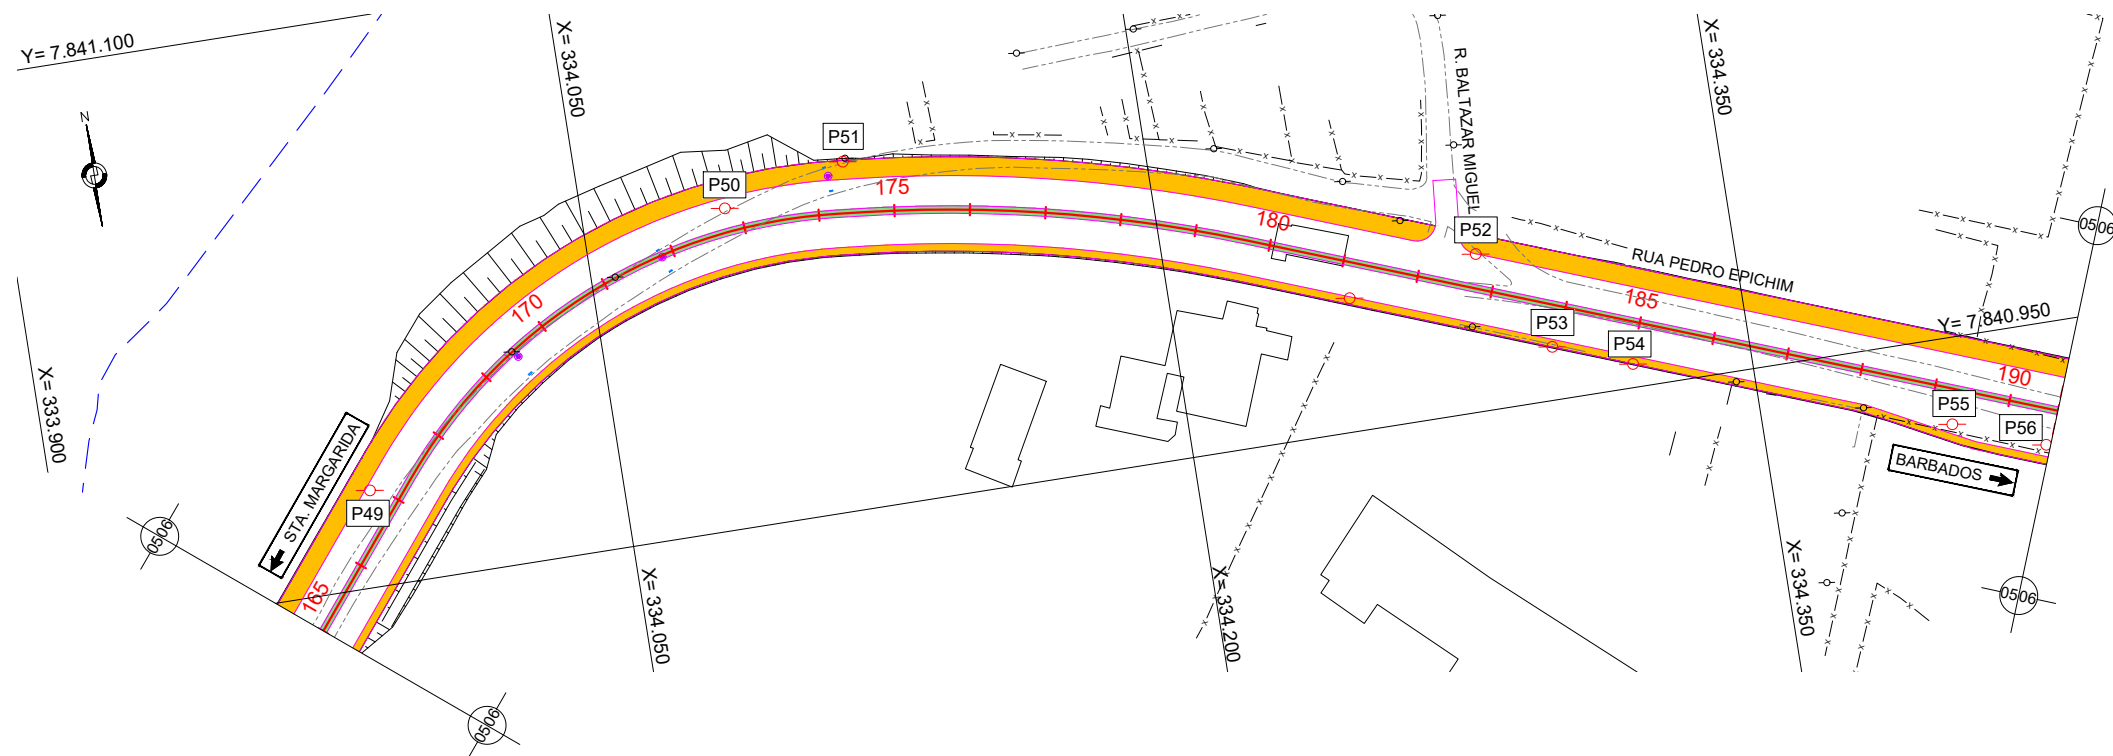 Y= 7.841.100
X= 334.050
X= 334.350
N
R. BALTAZAR MIGUEL
P51
P50
175
180
P52
0506
RUA PEDRO EPICHIM
185
170
P53
Y= 7.840.950
P54
X= 333.900
190
P55
P56
STA. MARGARIDA
BARBADOS
P49
0506
165
X= 334.050
X= 334.200
X= 334.350
0506
0506